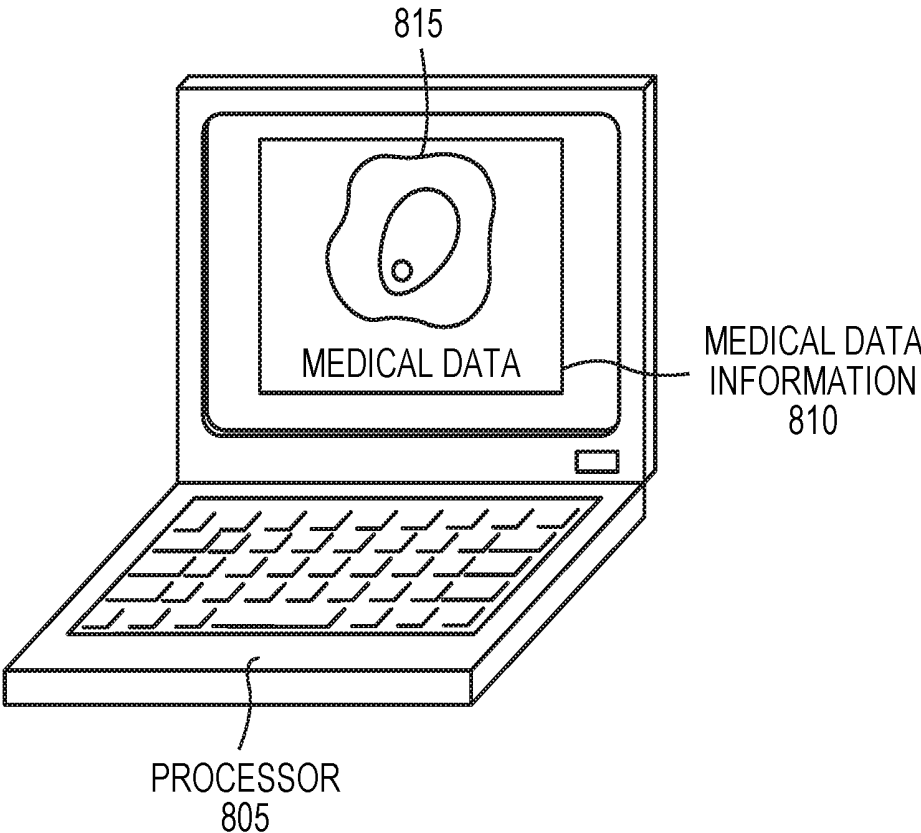 815
MEDICAL DATA
MEDICAL DATA
INFORMATION
810
PROCESSOR
805